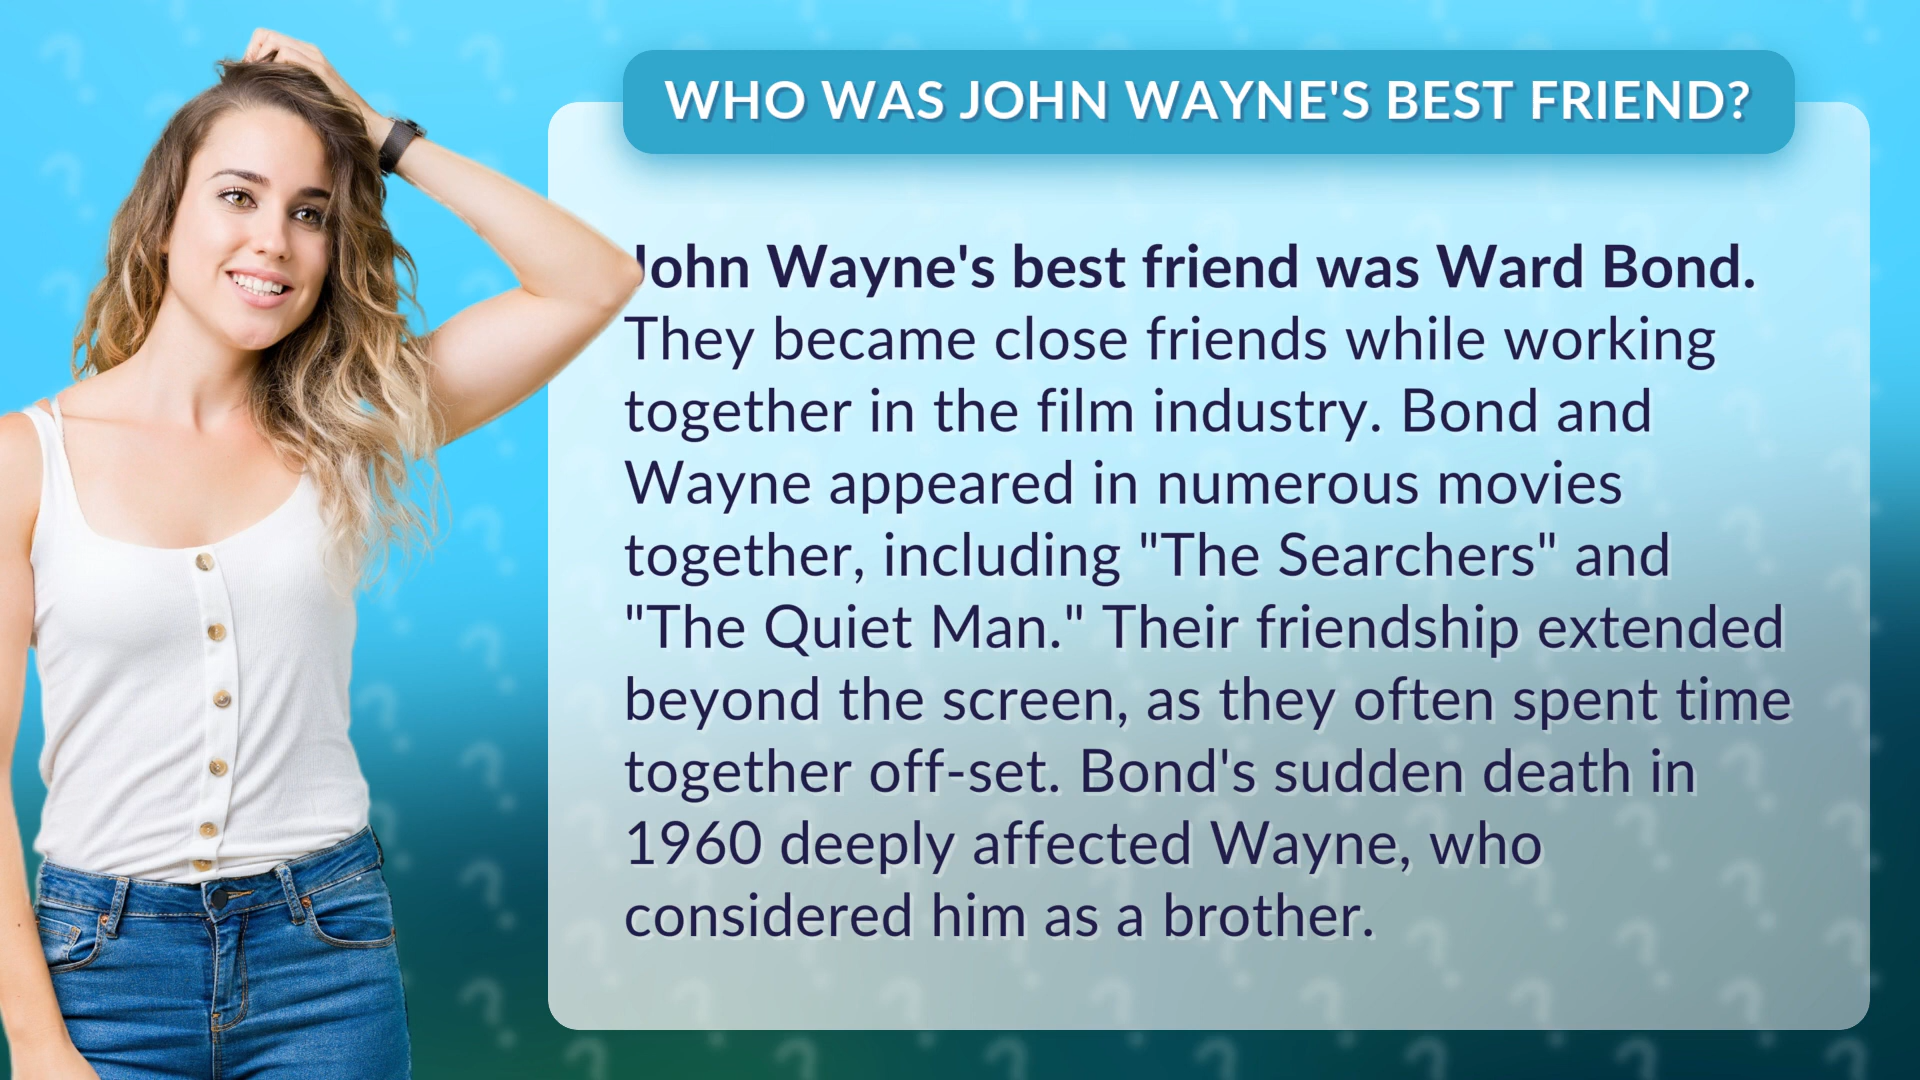 WHO WAS JOHN WAYNE'S BEST FRIEND?
John Wayne's best friend was Ward Bond.
They became close friends while working
together in the film industry. Bond and
Wayne appeared in numerous movies
together, including "The Searchers" and
"The Quiet Man." Their friendship extended
beyond the screen, as they often spent time
together off-set. Bond's sudden death in
1960 deeply affected Wayne, who
considered him as a brother.